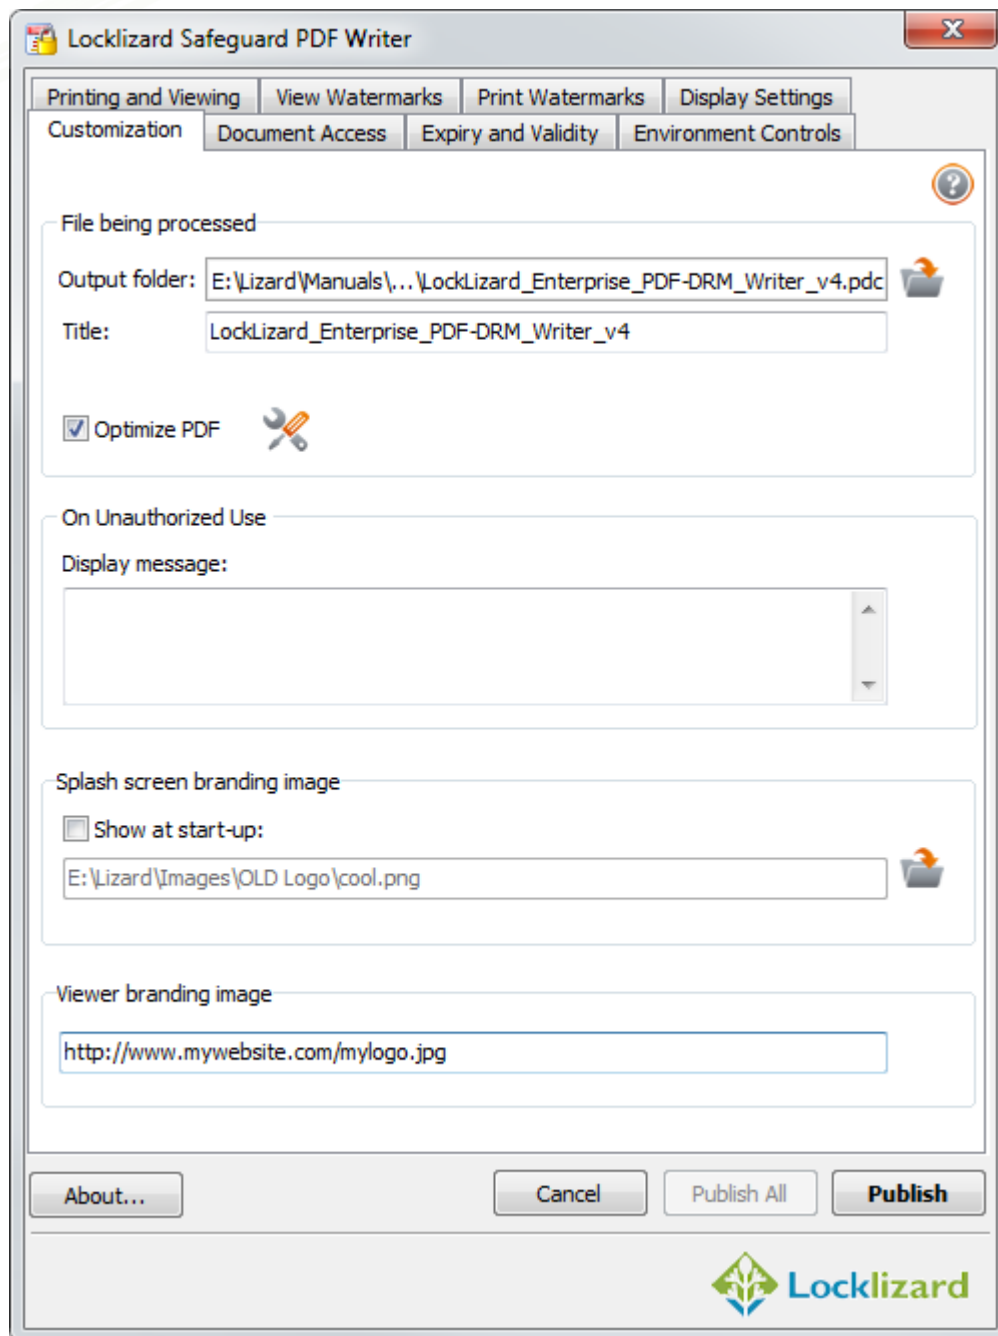 Locklizard Safeguard PDF Writer
Printing and Viewing View Watermarks Print Watermarks Display Settings
Customization Document Access Expiry and Validity Environment Controls
File being processed
Output folder: E:\Lizard\Manuals\...\LockLizard_Enterprise_PDF-DRM_Writer_v4.pdc
Title: LockLizard_Enterprise_PDF-DRM_Writer_v4
Optimize PDF
On Unauthorized Use
Display message:
Splash screen branding image
Show at start-up:
E:\Lizard\Images\OLD Logo\cool.png
Viewer branding image
http://www.mywebsite.com/mylogo.jpg
About... Cancel Publish All Publish
Locklizard